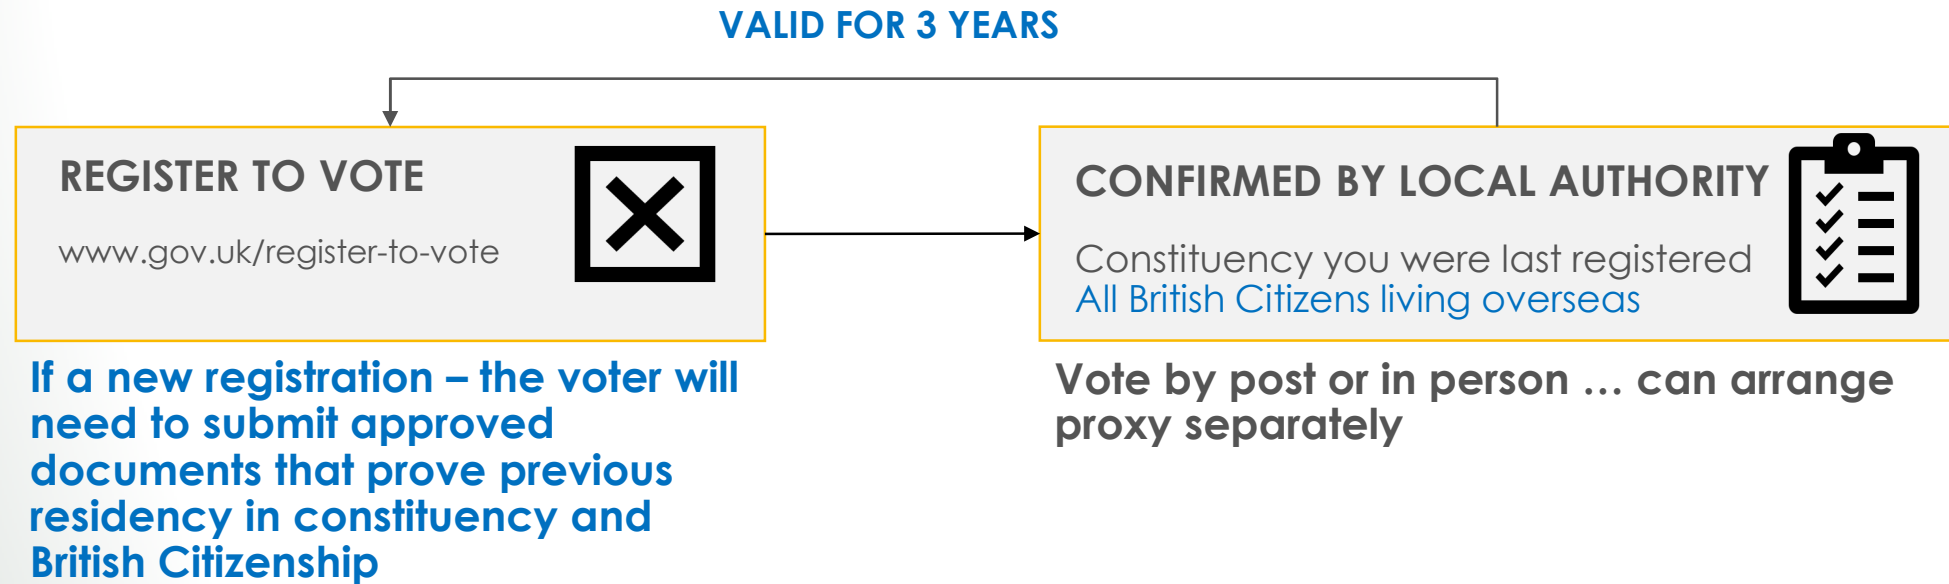 VALID FOR 3 YEARS
REGISTER TO VOTE
www.gov.uk/register-to-vote
If a new registration – the voter will
need to submit approved
documents that prove previous
residency in constituency and
British Citizenship
CONFIRMED BY LOCAL AUTHORITY
Constituency you were last registered
All British Citizens living overseas
Vote by post or in person … can arrange
proxy separately